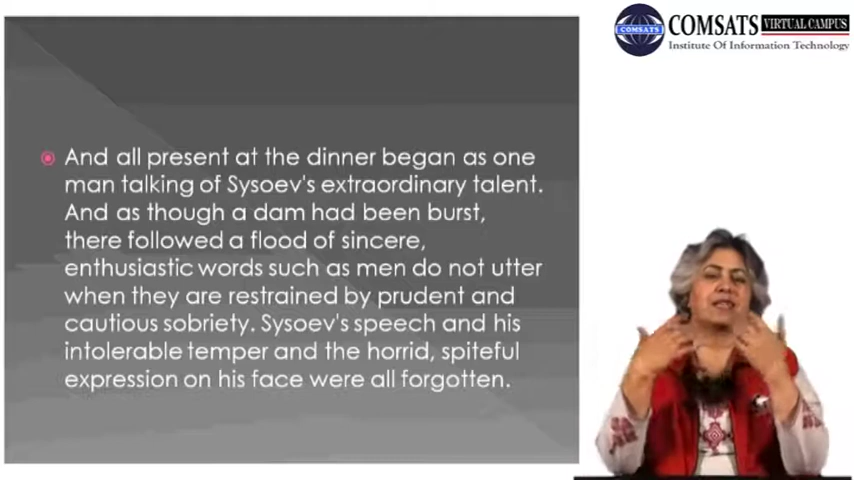 COMSATS VIRTUAL CAMPUS
COMSATS
Institute Of Information Technology
And all present at the dinner began as one
man talking of Sysoev's extraordinary talent.
And as though a dam had been burst,
there followed a flood of sincere,
enthusiastic words such as men do not utter
when they are restrained by prudent and
cautious sobriety. Sysoev's speech and his
intolerable temper and the horrid, spiteful
expression on his face were all forgotten.